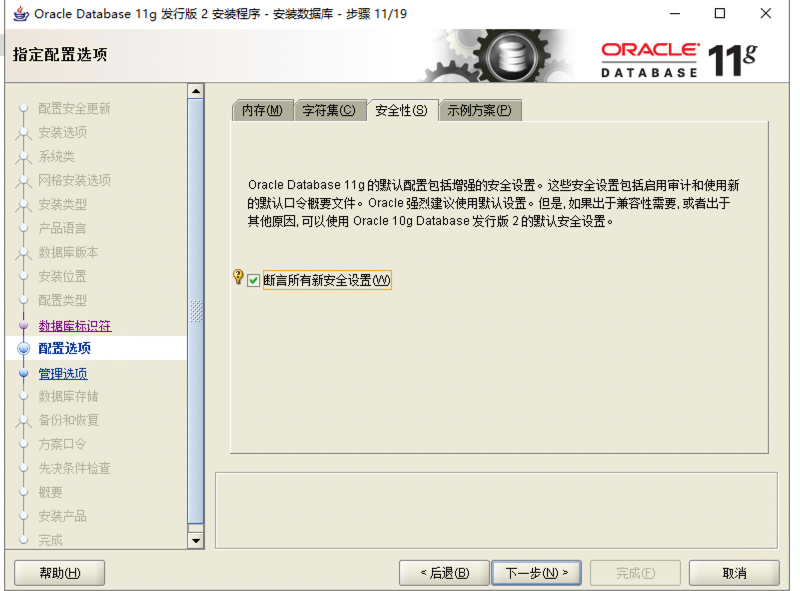 Oracle Database 11g 发行版 2 安装程序 - 安装数据库 - 步骤 11/19
指定配置选项
ORACLE
DATABASE
11g
配置安全更新
安装选项
系统类
网格安装选项
安装类型
产品语言
数据库版本
安装位置
配置类型
数据库标识符
配置选项
管理选项
数据库存储
备份和恢复
方案口令
先决条件检查
概要
安装产品
完成
内存(M) 字符集(C) 安全性(S) 示例方案(P)
Oracle Database 11g 的默认配置包括增强的安全设置。这些安全设置包括启用审计和使用新
的默认口令概要文件。Oracle 强烈建议使用默认设置。但是, 如果出于兼容性需要, 或者出于
其他原因, 可以使用 Oracle 10g Database 发行版 2 的默认安全设置。
断言所有新安全设置(W)
帮助(H) < 后退(B) 下一步(N) > 完成(F) 取消